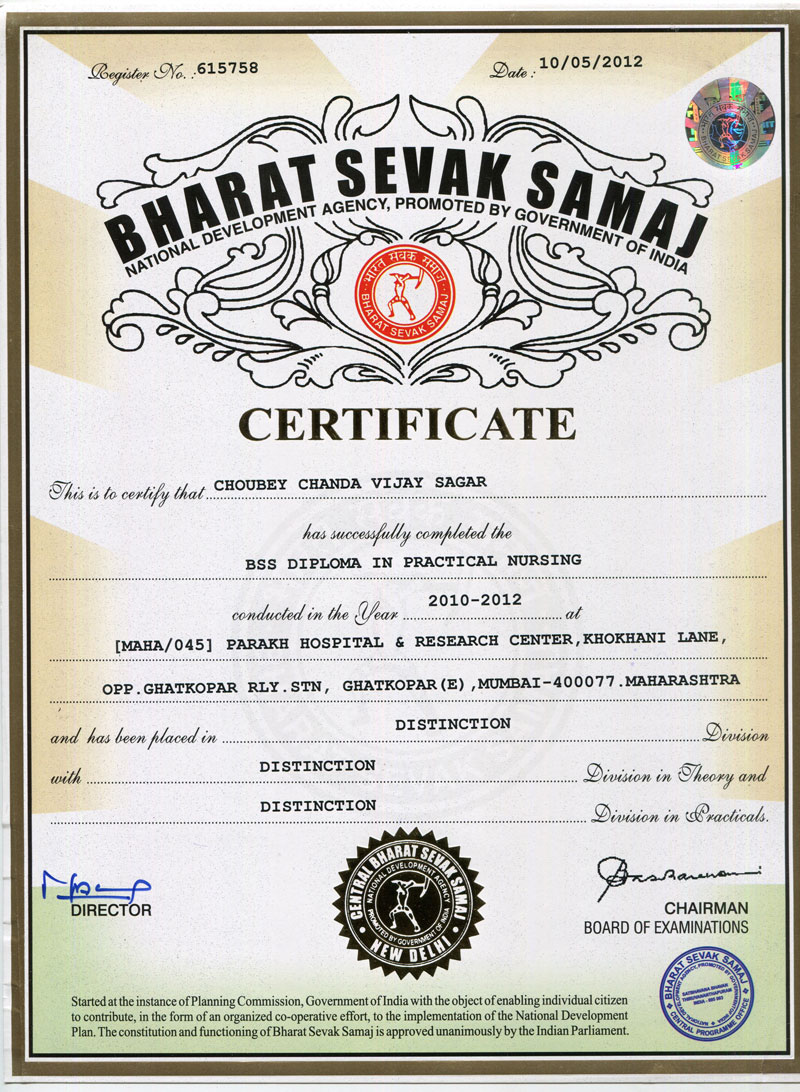 Register No. :615758
Date : 10/05/2012
BHARAT SEVAK SAMAJ
NATIONAL DEVELOPMENT AGENCY, PROMOTED BY GOVERNMENT OF INDIA
भारत सेवक समाज
BHARAT SEVAK SAMAJ
CERTIFICATE
This is to certify that CHOUBEY CHANDA VIJAY SAGAR
has successfully completed the
BSS DIPLOMA IN PRACTICAL NURSING
conducted in the Year 2010-2012 at
[MAHA/045] PARAKH HOSPITAL & RESEARCH CENTER,KHOKHANI LANE,
OPP.GHATKOPAR RLY.STN, GHATKOPAR(E),MUMBAI-400077.MAHARASHTRA
and has been placed in DISTINCTION Division
with DISTINCTION Division in Theory and
DISTINCTION Division in Practicals.
DIRECTOR
CENTRAL BHARAT SEVAK SAMAJ
NATIONAL DEVELOPMENT AGENCY
PROMOTED BY GOVERNMENT OF INDIA
NEW DELHI
CHAIRMAN
BOARD OF EXAMINATIONS
BHARAT SEVAK SAMAJ
CENTRAL PROGRAMME OFFICE
Started at the instance of Planning Commission, Government of India with the object of enabling individual citizen
to contribute, in the form of an organized co-operative effort, to the implementation of the National Development
Plan. The constitution and functioning of Bharat Sevak Samaj is approved unanimously by the Indian Parliament.